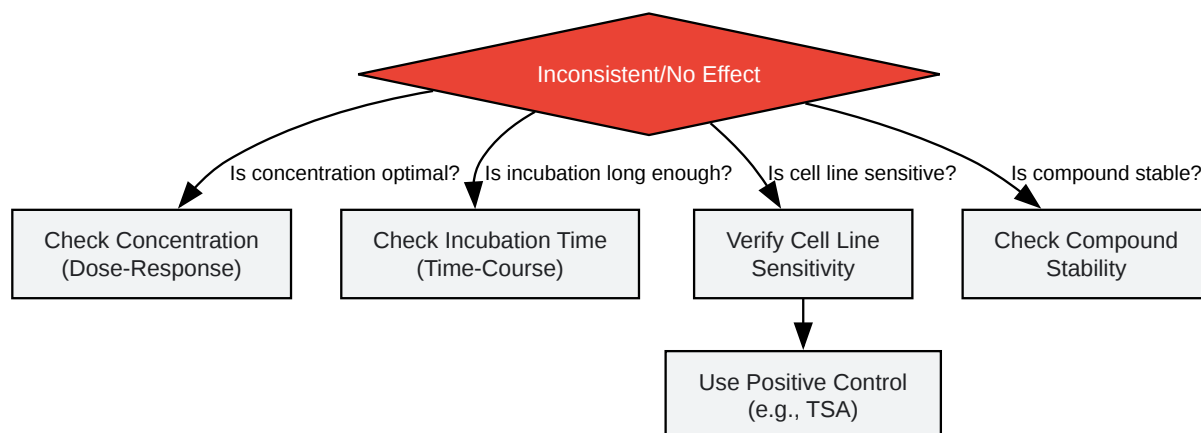 Inconsistent/No Effect
Is concentration optimal?
Is incubation long enough?
Is cell line sensitive?
Is compound stable?
Check Concentration
(Dose-Response)
Check Incubation Time
(Time-Course)
Verify Cell Line
Sensitivity
Check Compound
Stability
Use Positive Control
(e.g., TSA)